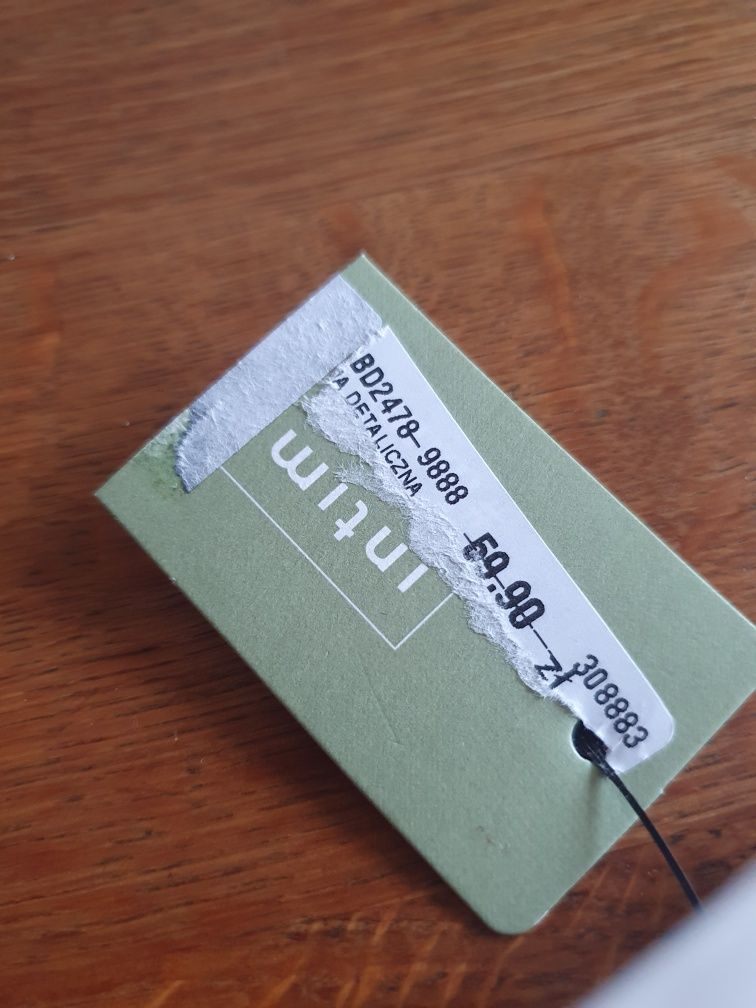 BD2478-9888
A DETALICZNA
59.90 zł
308883
intim